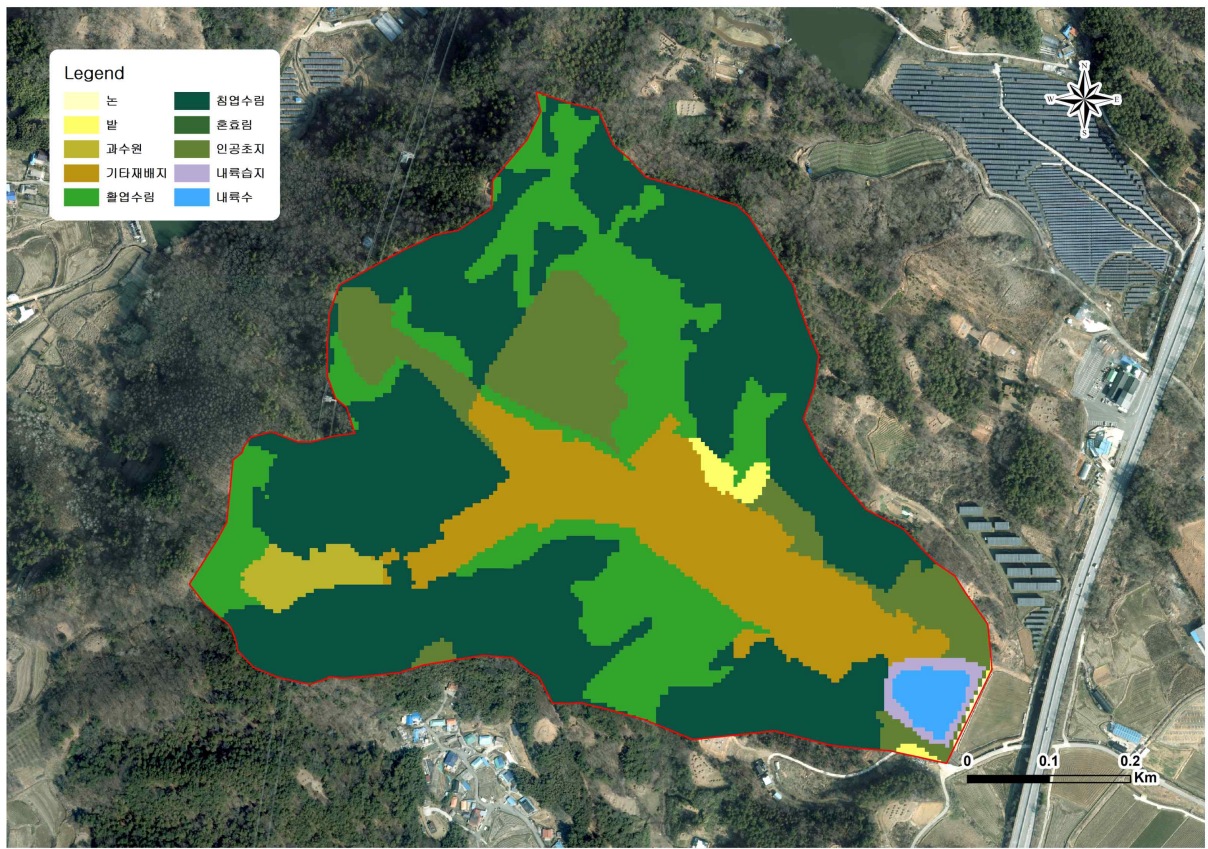 Legend
논
침엽수림
밭
혼효림
과수원
인공초지
기타재배지
내륙습지
활엽수림
내륙수
N
W E
S
0 0.1 0.2
Km